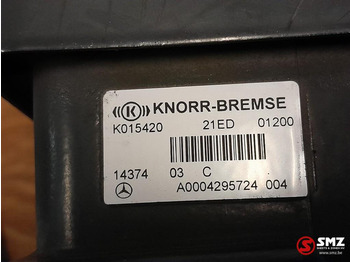 KNORR-BREMSE
K015420 21ED 01200
14374 03 C
A0004295724 004
SMZ